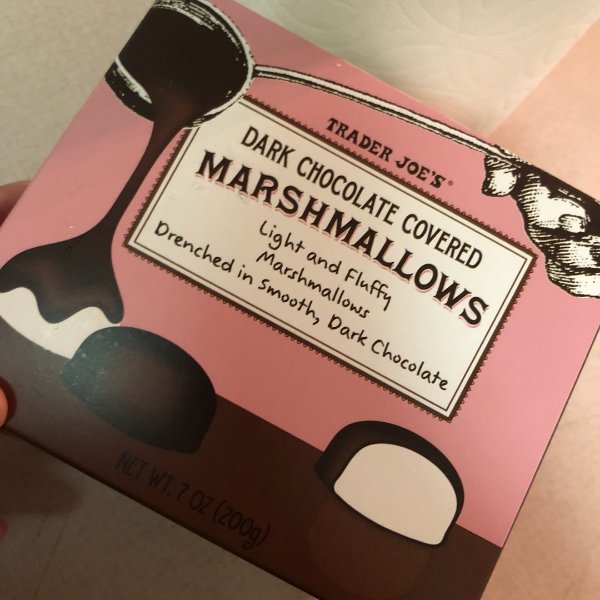 TRADER JOE'S®
DARK CHOCOLATE COVERED
MARSHMALLOWS
Light and Fluffy
Marshmallows
Drenched in Smooth, Dark Chocolate
NET WT. 7 OZ (200g)